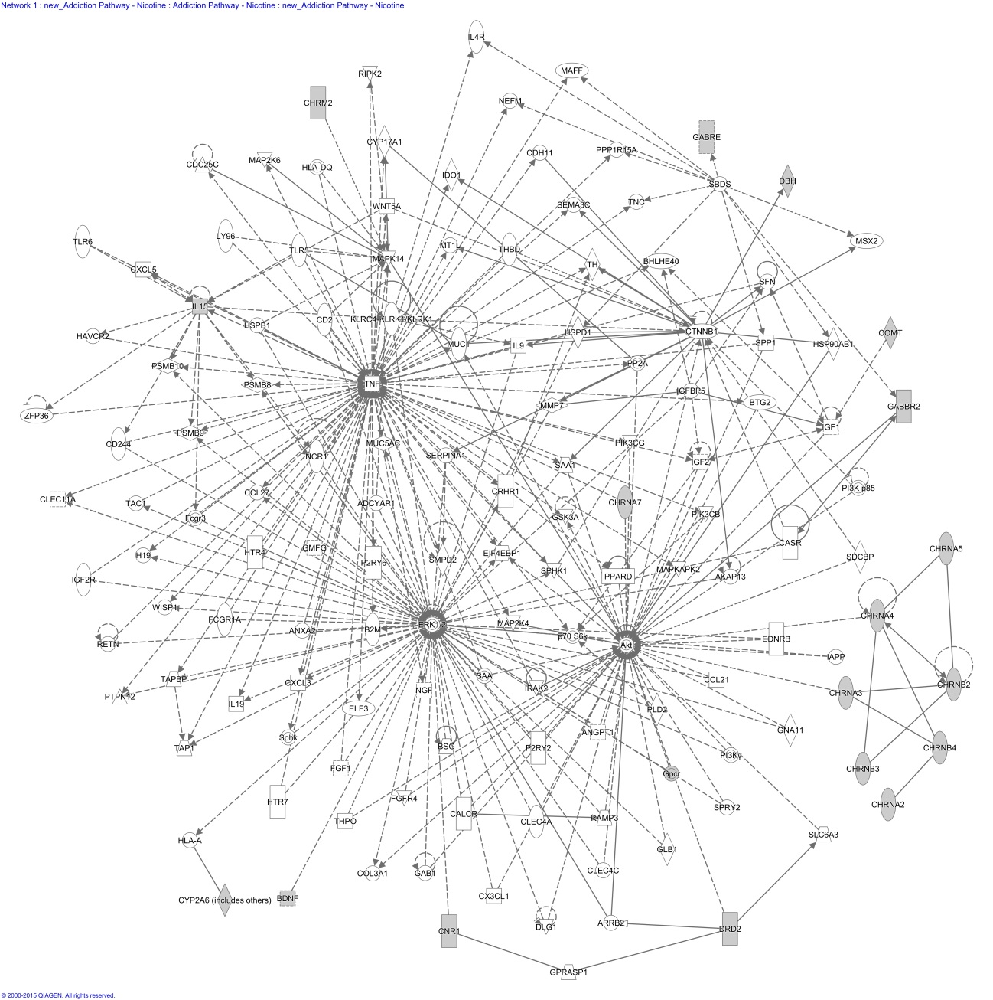 Network 1 : new_Addiction Pathway - Nicotine : Addiction Pathway - Nicotine : new_Addiction Pathway - Nicotine
IL4R
MAFF
RIPK2
NEFM
CHRM2
GABRE
CYP17A1
PPP1R15A
CDH11
MAP2K6
CDC25C
HLA-DQ
IDO1
DBH
SBDS
TNC
SEMA3C
WNT5A
LY96
TLR6
MSX2
MT1L
THBD
TLR5
MAPK14
BHLHE40
TH
CXCL5
SFN
IL15
KLRC4-KLRK1/KLRK1
CD2
HSPB1
HSPD1
CTNNB1
COMT
HAVCR2
MUC1
IL9
SPP1
HSP90AB1
PP2A
PSMB10
PSMB8
TNF
IGFBP5
BTG2
MMP7
GABBR2
ZFP36
IGF1
PSMB9
CD244
MUC5AC
PIK3CG
NCR1
SERPINA1
IGF2
SAA1
PI3K p85
CRHR1
CCL27
CLEC11A
TAC1
ADCYAP1
CHRNA7
PIK3CB
GSK3A
Fcgr3
CASR
GMFG
CHRNA5
HTR4
EIF4EBP1
H19
SDCBP
SMPD2
P2RY6
SPHK1
MAPKAPK2
PPARD
AKAP13
IGF2R
WISP1
CHRNA4
FCGR1A
MAP2K4
ERK1/2
B2M
ANXA2
p70 S6k
EDNRB
RETN
Akt
IAPP
SAA
TAPBP
CCL21
CXCL3
CHRNB2
IRAK2
NGF
CHRNA3
PTPN12
IL19
ELF3
PLD2
GNA11
ANGPT1
Sphk
BSG
P2RY2
TAP1
CHRNB4
PI3Kγ
FGF1
CHRNB3
Gpcr
FGFR4
HTR7
CHRNA2
SPRY2
CALCR
RAMP3
THPO
CLEC4A
SLC6A3
HLA-A
GLB1
CLEC4C
COL3A1
GAB1
CX3CL1
BDNF
CYP2A6 (includes others)
ARRB2
DLG1
DRD2
CNR1
GPRASP1
© 2000-2015 QIAGEN. All rights reserved.